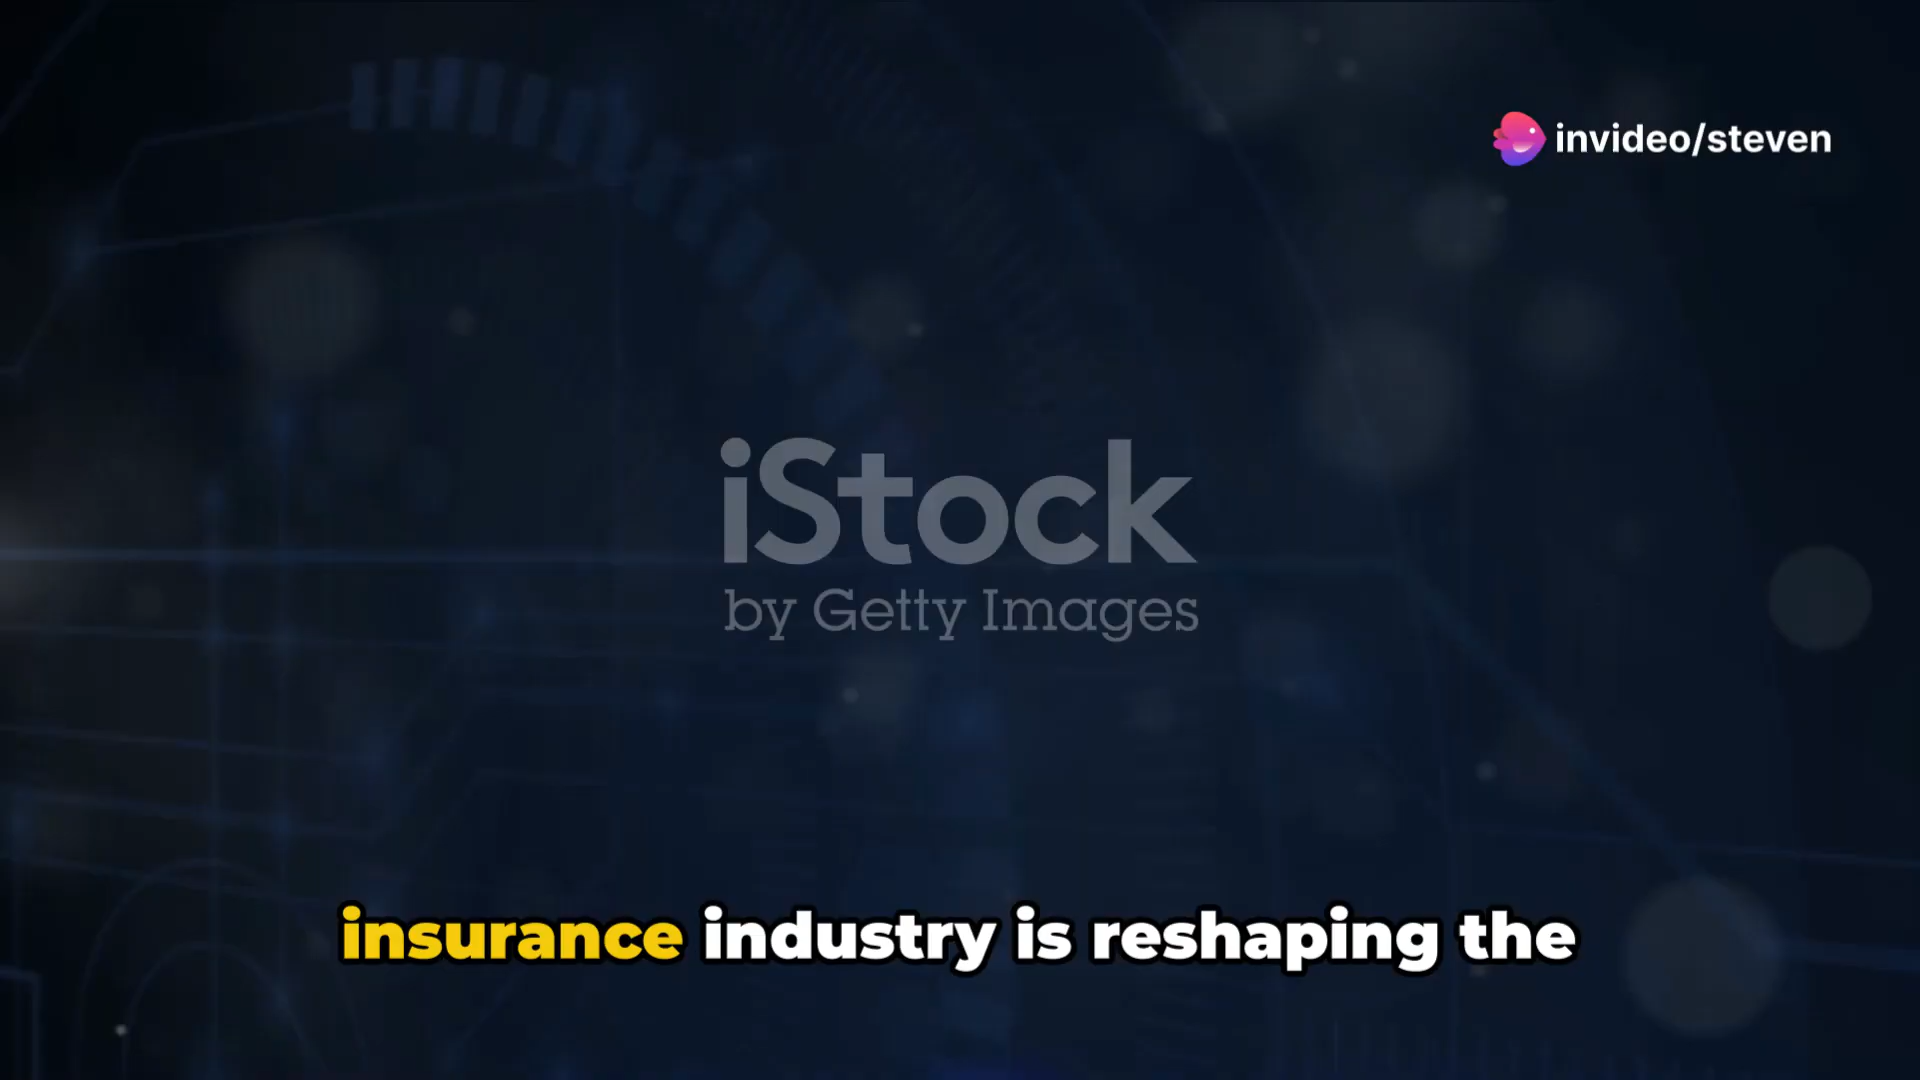 invideo/steven
iStock
by Getty Images
insurance industry is reshaping the